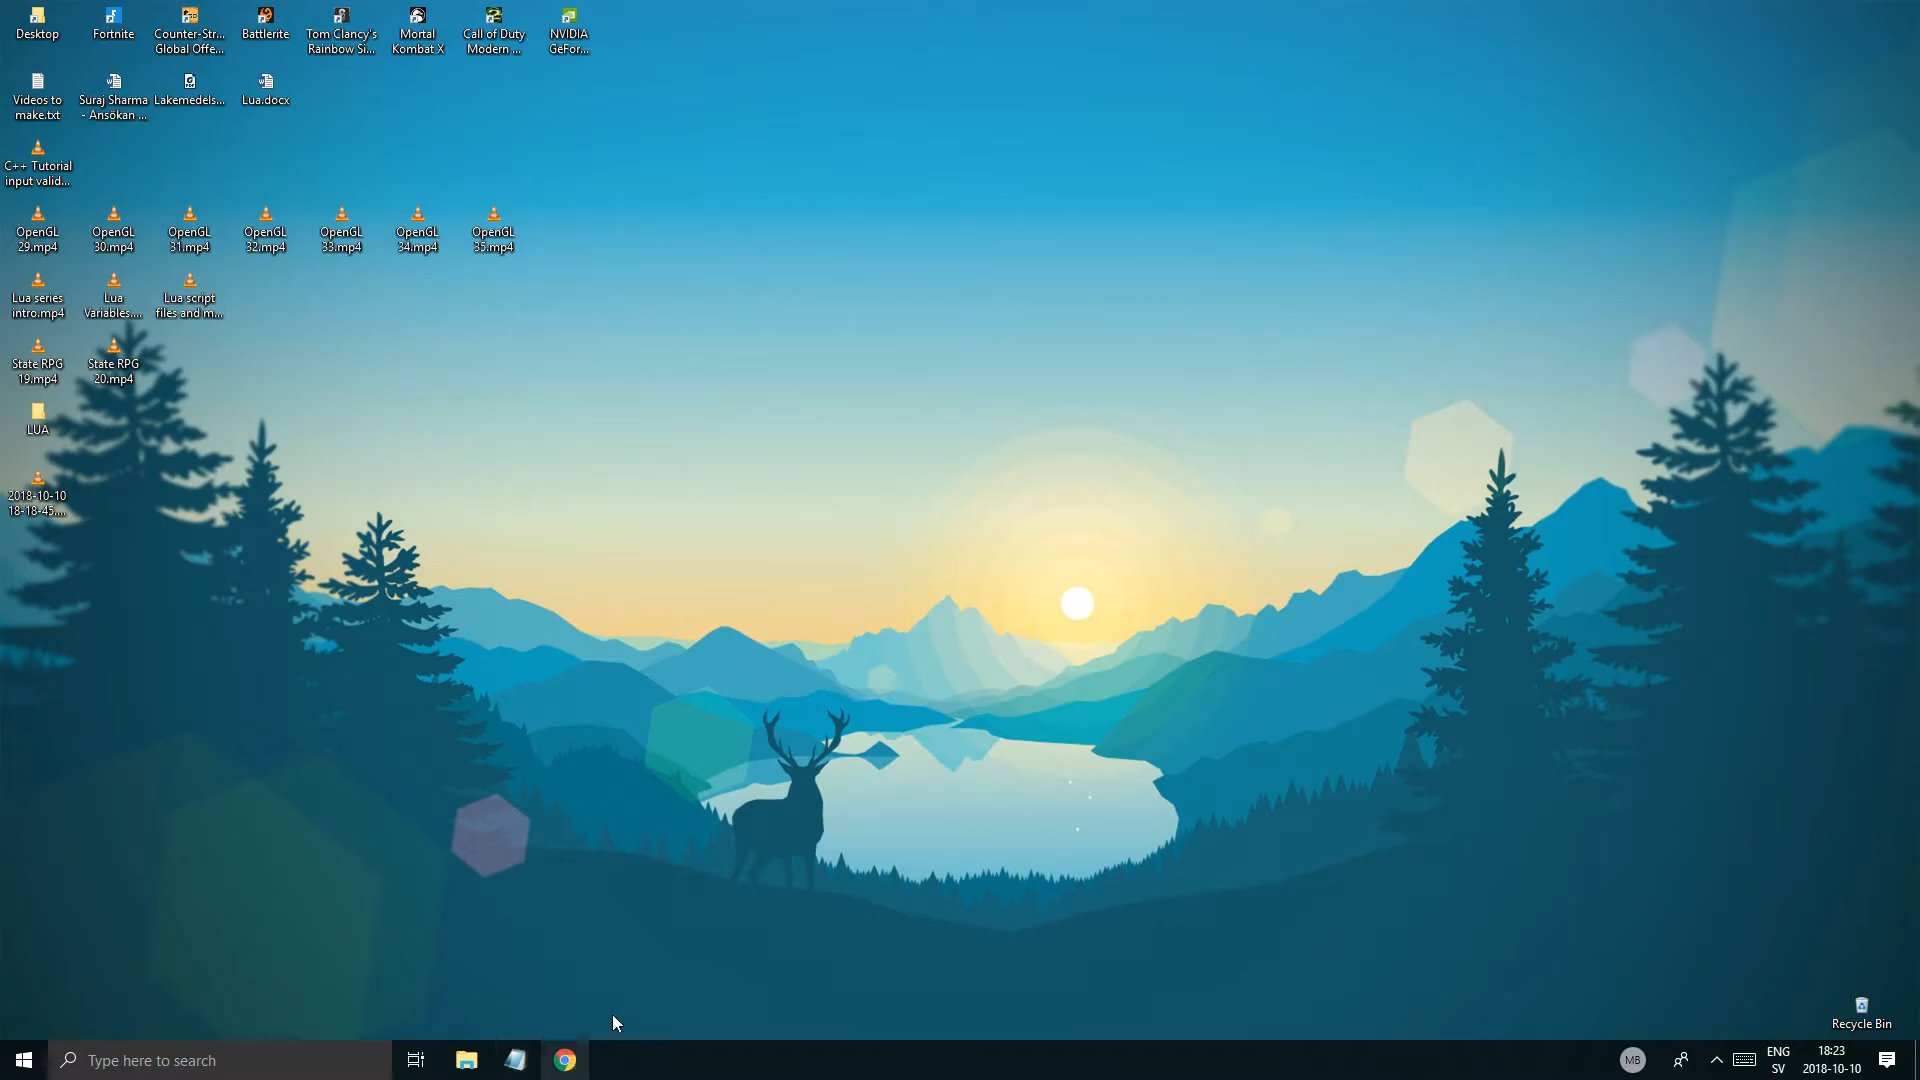 Desktop
Fortnite
Counter-Str...
Global Offe...
Battlerite
Tom Clancy's
Rainbow Si...
Mortal
Kombat X
Call of Duty
Modern ...
NVIDIA
GeFor...
Videos to
make.txt
Suraj Sharma
- Ansökan ...
Lakemedels...
Lua.docx
C++ Tutorial
input valid...
OpenGL
29.mp4
OpenGL
30.mp4
OpenGL
31.mp4
OpenGL
32.mp4
OpenGL
33.mp4
OpenGL
34.mp4
OpenGL
35.mp4
Lua series
intro.mp4
Lua
Variables....
Lua script
files and m...
State RPG
19.mp4
State RPG
20.mp4
LUA
2018-10-10
18-18-45....
Recycle Bin
Type here to search
MB
ENG
SV
18:23
2018-10-10